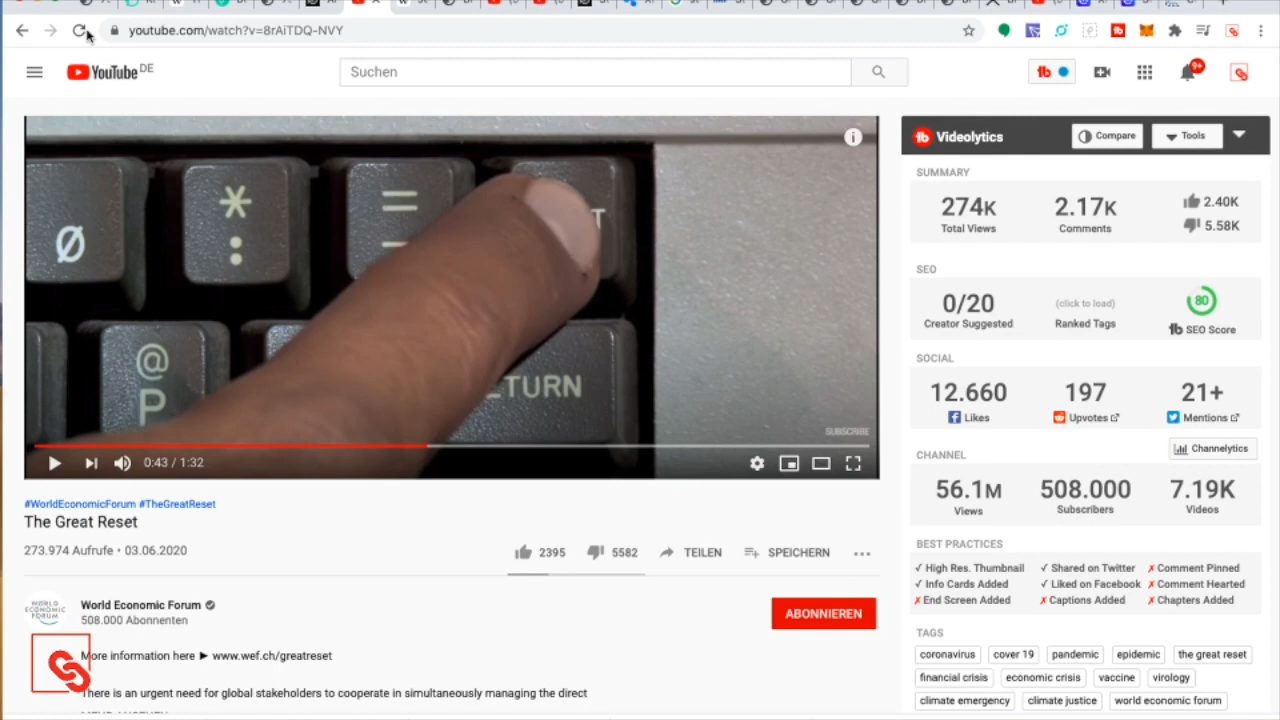 youtube.com/watch?v=8rAiTDQ-NVY
YouTube DE
Suchen
9+
Ø
*
:
=
T
@
P
TURN
SUBSCRIBE
0:43 / 1:32
#WorldEconomicForum #TheGreatReset
The Great Reset
273.974 Aufrufe • 03.06.2020
2395
5582
TEILEN
SPEICHERN
WORLD
ECONOMIC
FORUM
World Economic Forum
508.000 Abonnenten
ABONNIEREN
More information here ► www.wef.ch/greatreset
There is an urgent need for global stakeholders to cooperate in simultaneously managing the direct
Videolytics
Compare
Tools
SUMMARY
274K
Total Views
2.17K
Comments
2.40K
5.58K
SEO
0/20
Creator Suggested
(click to load)
Ranked Tags
80
SEO Score
SOCIAL
12.660
Likes
197
Upvotes
21+
Mentions
CHANNEL
Channelytics
56.1M
Views
508.000
Subscribers
7.19K
Videos
BEST PRACTICES
✓ High Res. Thumbnail
✓ Shared on Twitter
✗ Comment Pinned
✓ Info Cards Added
✓ Liked on Facebook
✗ Comment Hearted
✗ End Screen Added
✗ Captions Added
✗ Chapters Added
TAGS
coronavirus
cover 19
pandemic
epidemic
the great reset
financial crisis
economic crisis
vaccine
virology
climate emergency
climate justice
world economic forum